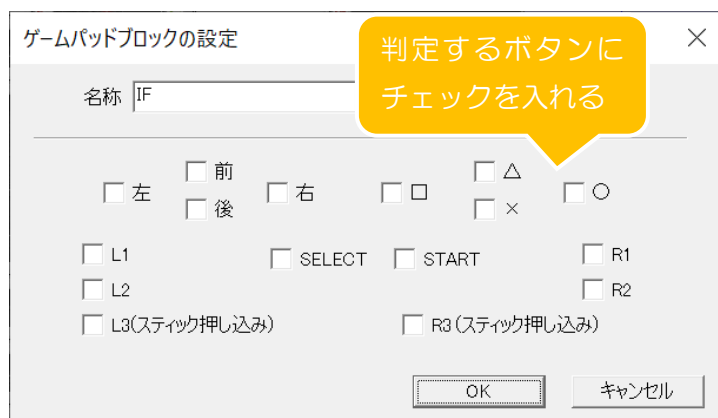 ゲームパッドブロックの設定
判定するボタンに
チェックを入れる
名称 IF
前 △
左 右 □ ○
後 ×
L1 SELECT START R1
L2 R2
L3(スティック押し込み) R3(スティック押し込み)
OK キャンセル